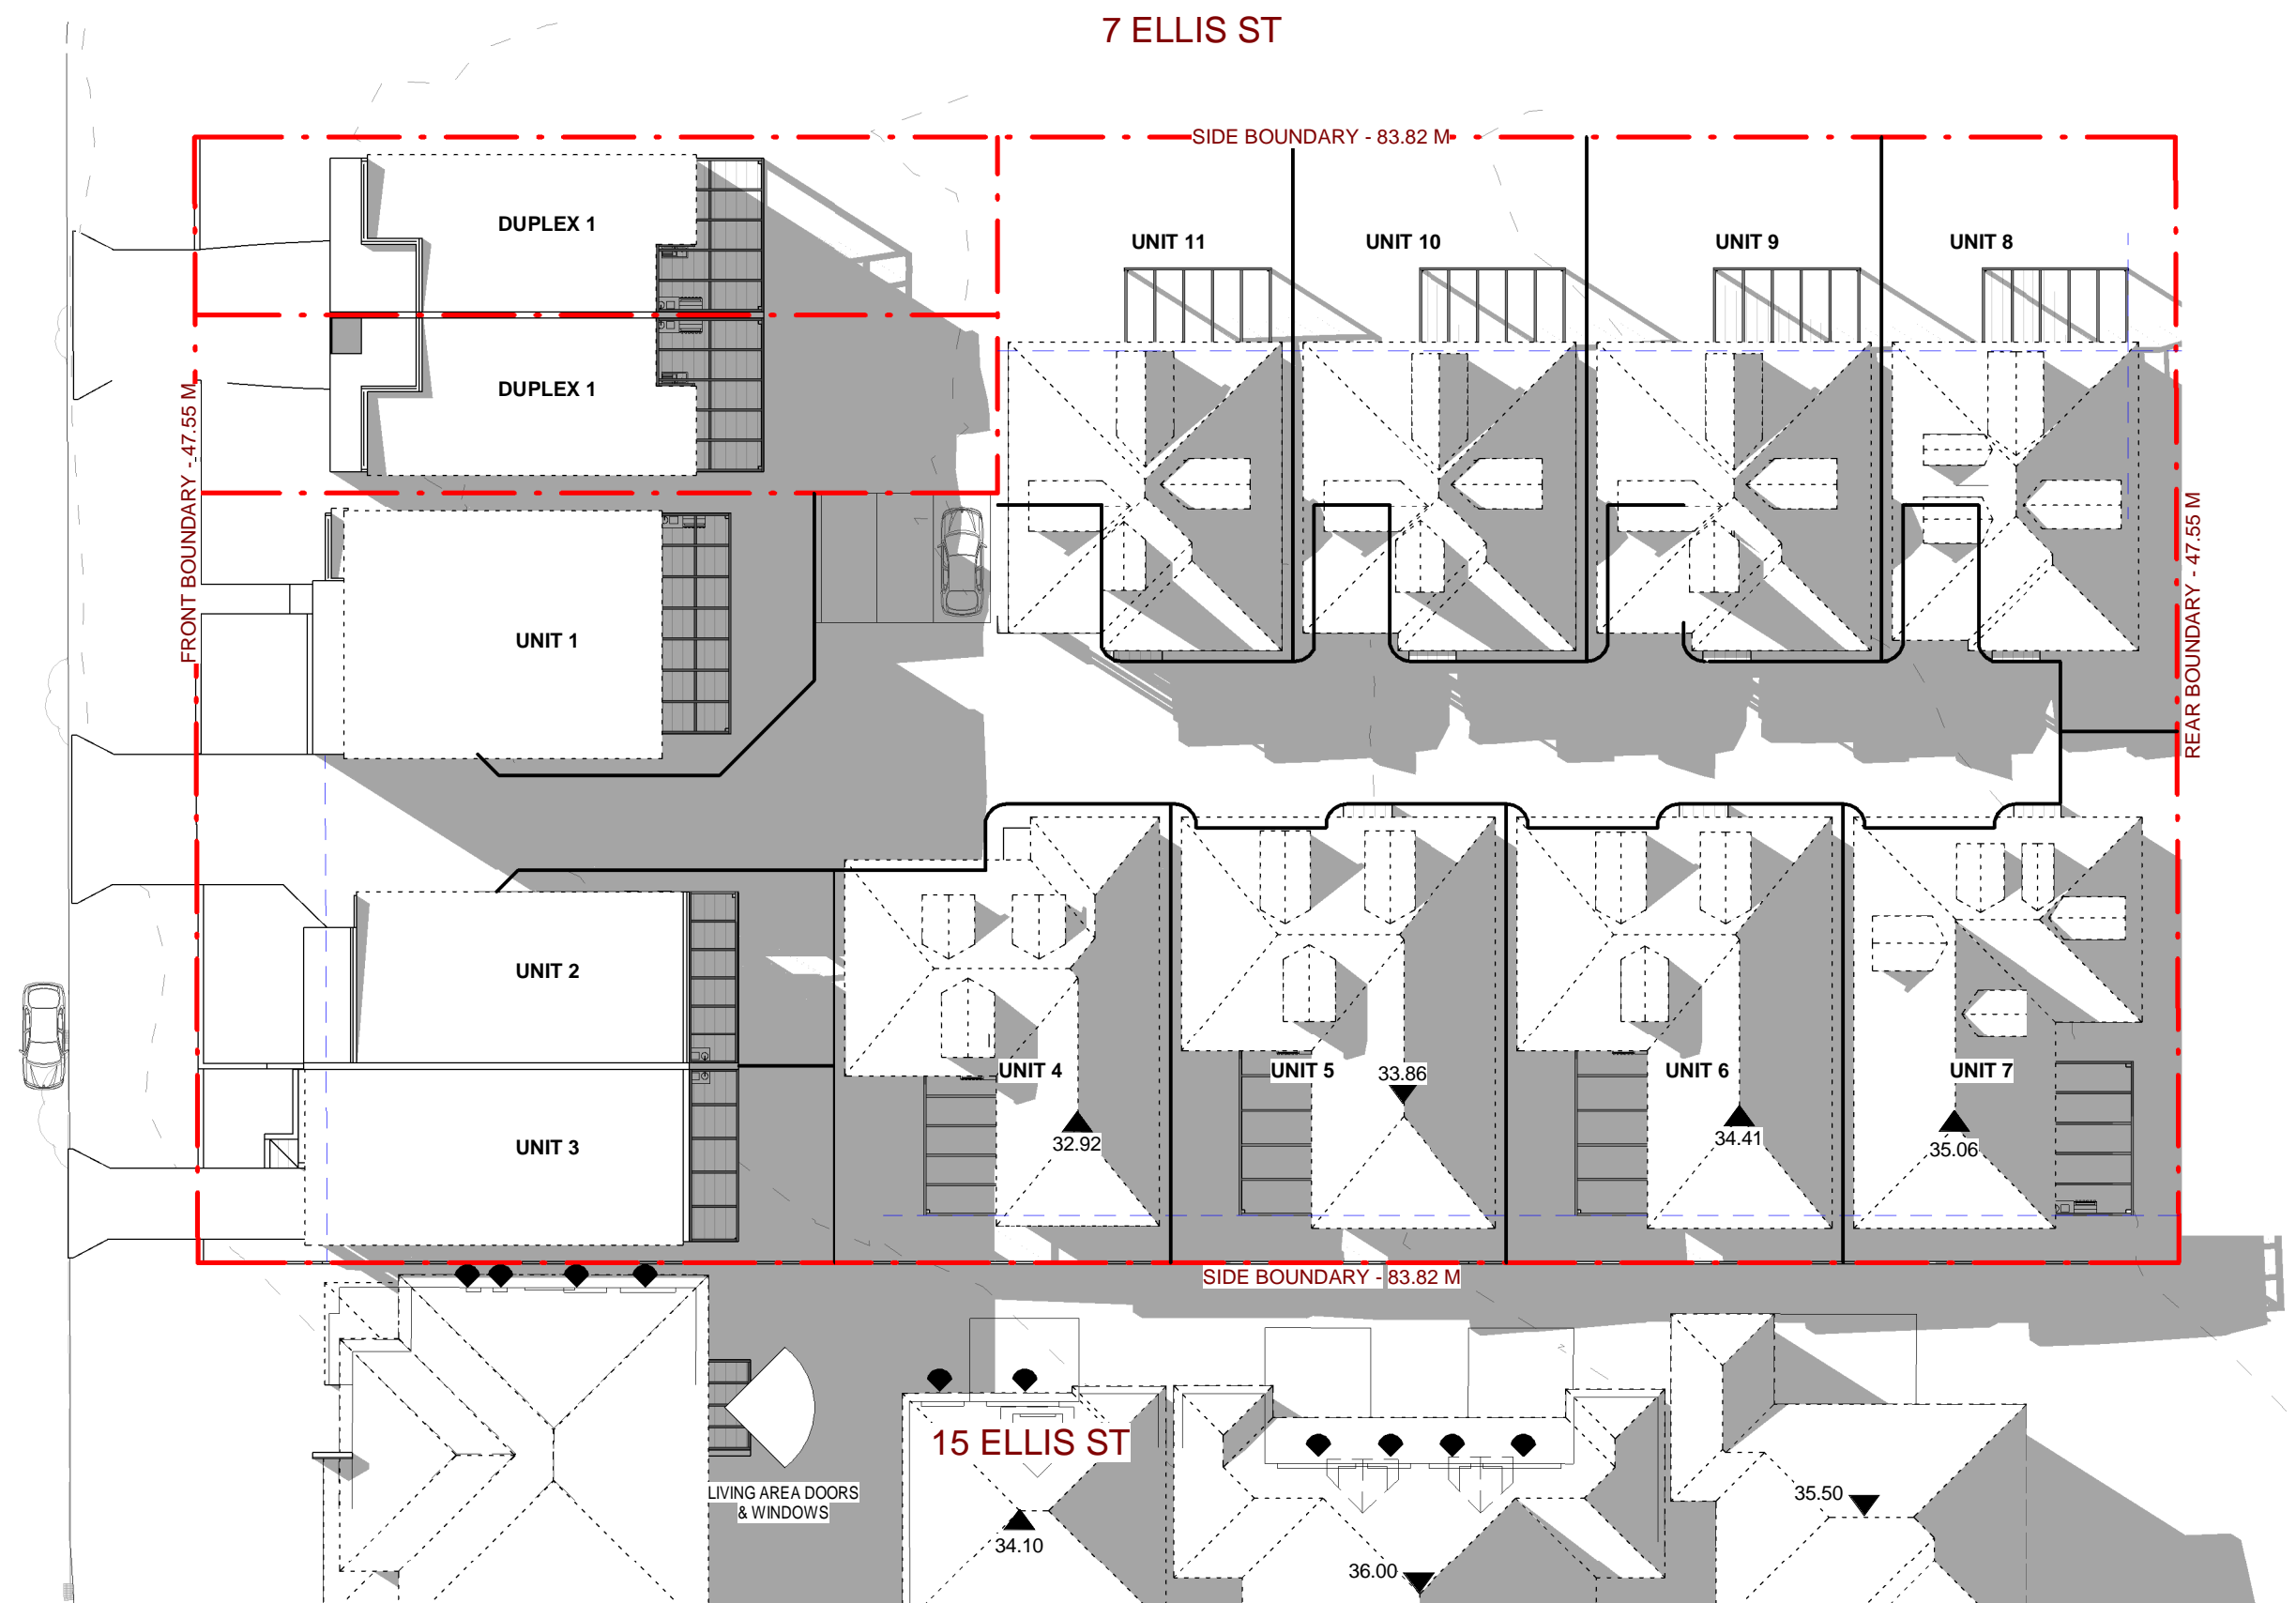 7 ELLIS ST
SIDE BOUNDARY - 83.82 M
DUPLEX 1
UNIT 11
UNIT 10
UNIT 9
UNIT 8
DUPLEX 1
FRONT BOUNDARY - 47.55 M
REAR BOUNDARY - 47.55 M
UNIT 1
UNIT 2
UNIT 4
UNIT 5
33.86
UNIT 6
UNIT 7
UNIT 3
32.92
34.41
35.06
SIDE BOUNDARY - 83.82 M
15 ELLIS ST
LIVING AREA DOORS
& WINDOWS
35.50
34.10
36.00